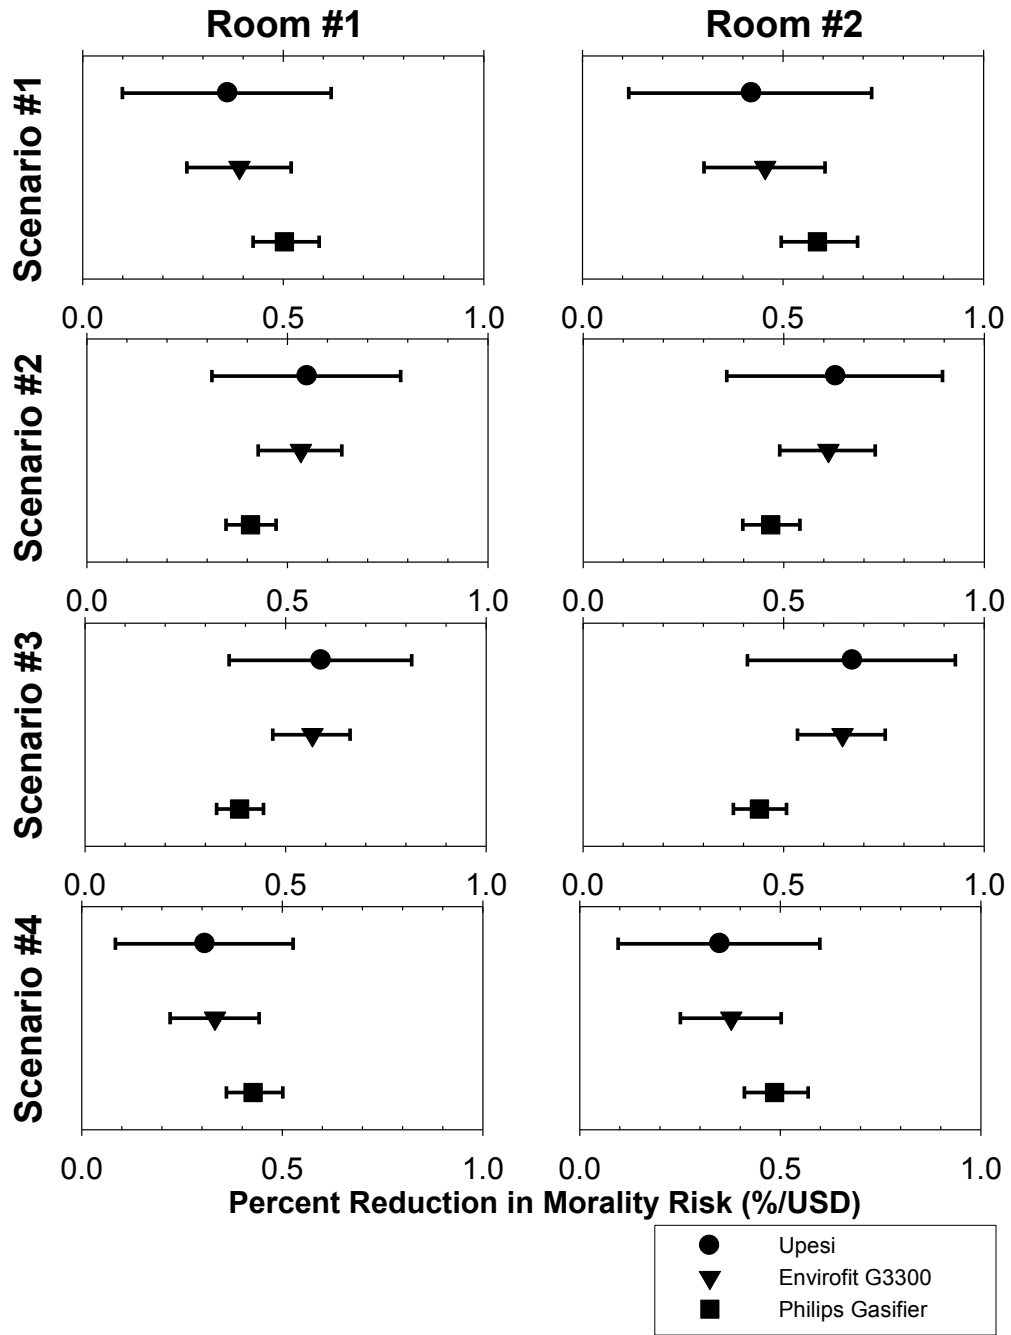 Room #1 Room #2
Scenario #1
0.0 0.5 1.0 0.0 0.5 1.0
Scenario #2
0.0 0.5 1.0 0.0 0.5 1.0
Scenario #3
0.0 0.5 1.0 0.0 0.5 1.0
Scenario #4
0.0 0.5 1.0 0.0 0.5 1.0
Percent Reduction in Morality Risk (%/USD)
Upesi
Envirofit G3300
Philips Gasifier